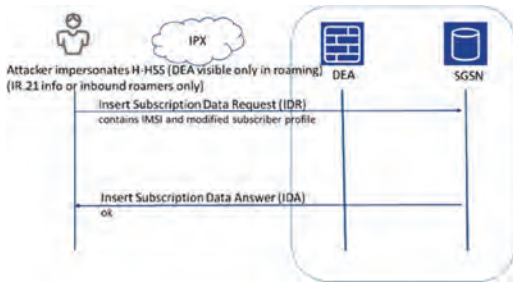 IPX
Attacker impersonates H-HSS (DEA visible only in roaming)
(IR.21 info or inbound roamers only)
DEA
SGSN
Insert Subscription Data Request (IDR)
contains IMSI and modified subscriber profile
Insert Subscription Data Answer (IDA)
ok